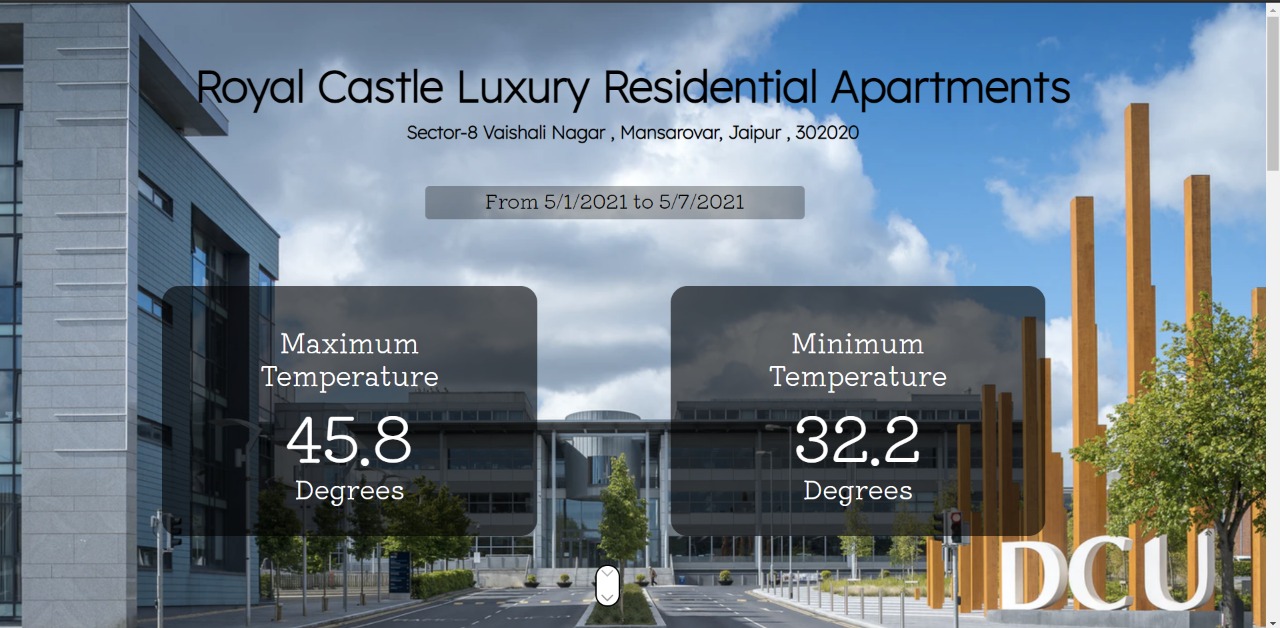 Royal Castle Luxury Residential Apartments
Sector-8 Vaishali Nagar , Mansarovar, Jaipur , 302020
From 5/1/2021 to 5/7/2021
Maximum
Temperature
45.8
Degrees
Minimum
Temperature
32.2
Degrees
DCU